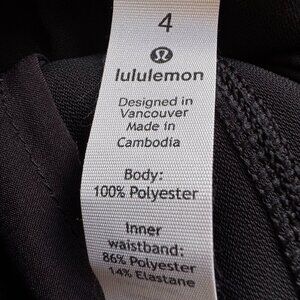 4
lululemon
Designed in
Vancouver
Made in
Cambodia
Body:
100% Polyester
Inner
waistband:
86% Polyester
14% Elastane